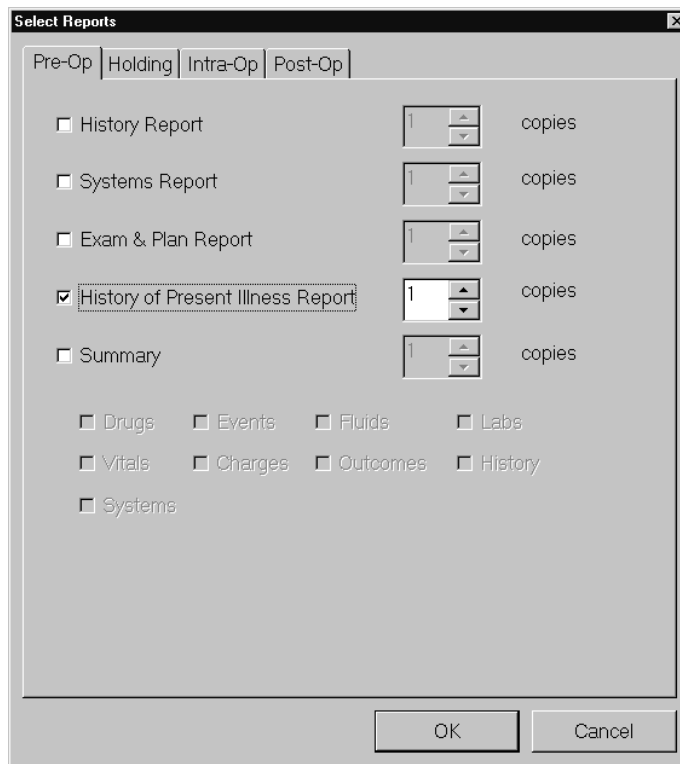 Select Reports
Pre-Op Holding Intra-Op Post-Op
History Report 1 copies
Systems Report 1 copies
Exam & Plan Report 1 copies
History of Present Illness Report 1 copies
Summary 1 copies
Drugs Events Fluids Labs
Vitals Charges Outcomes History
Systems
OK Cancel